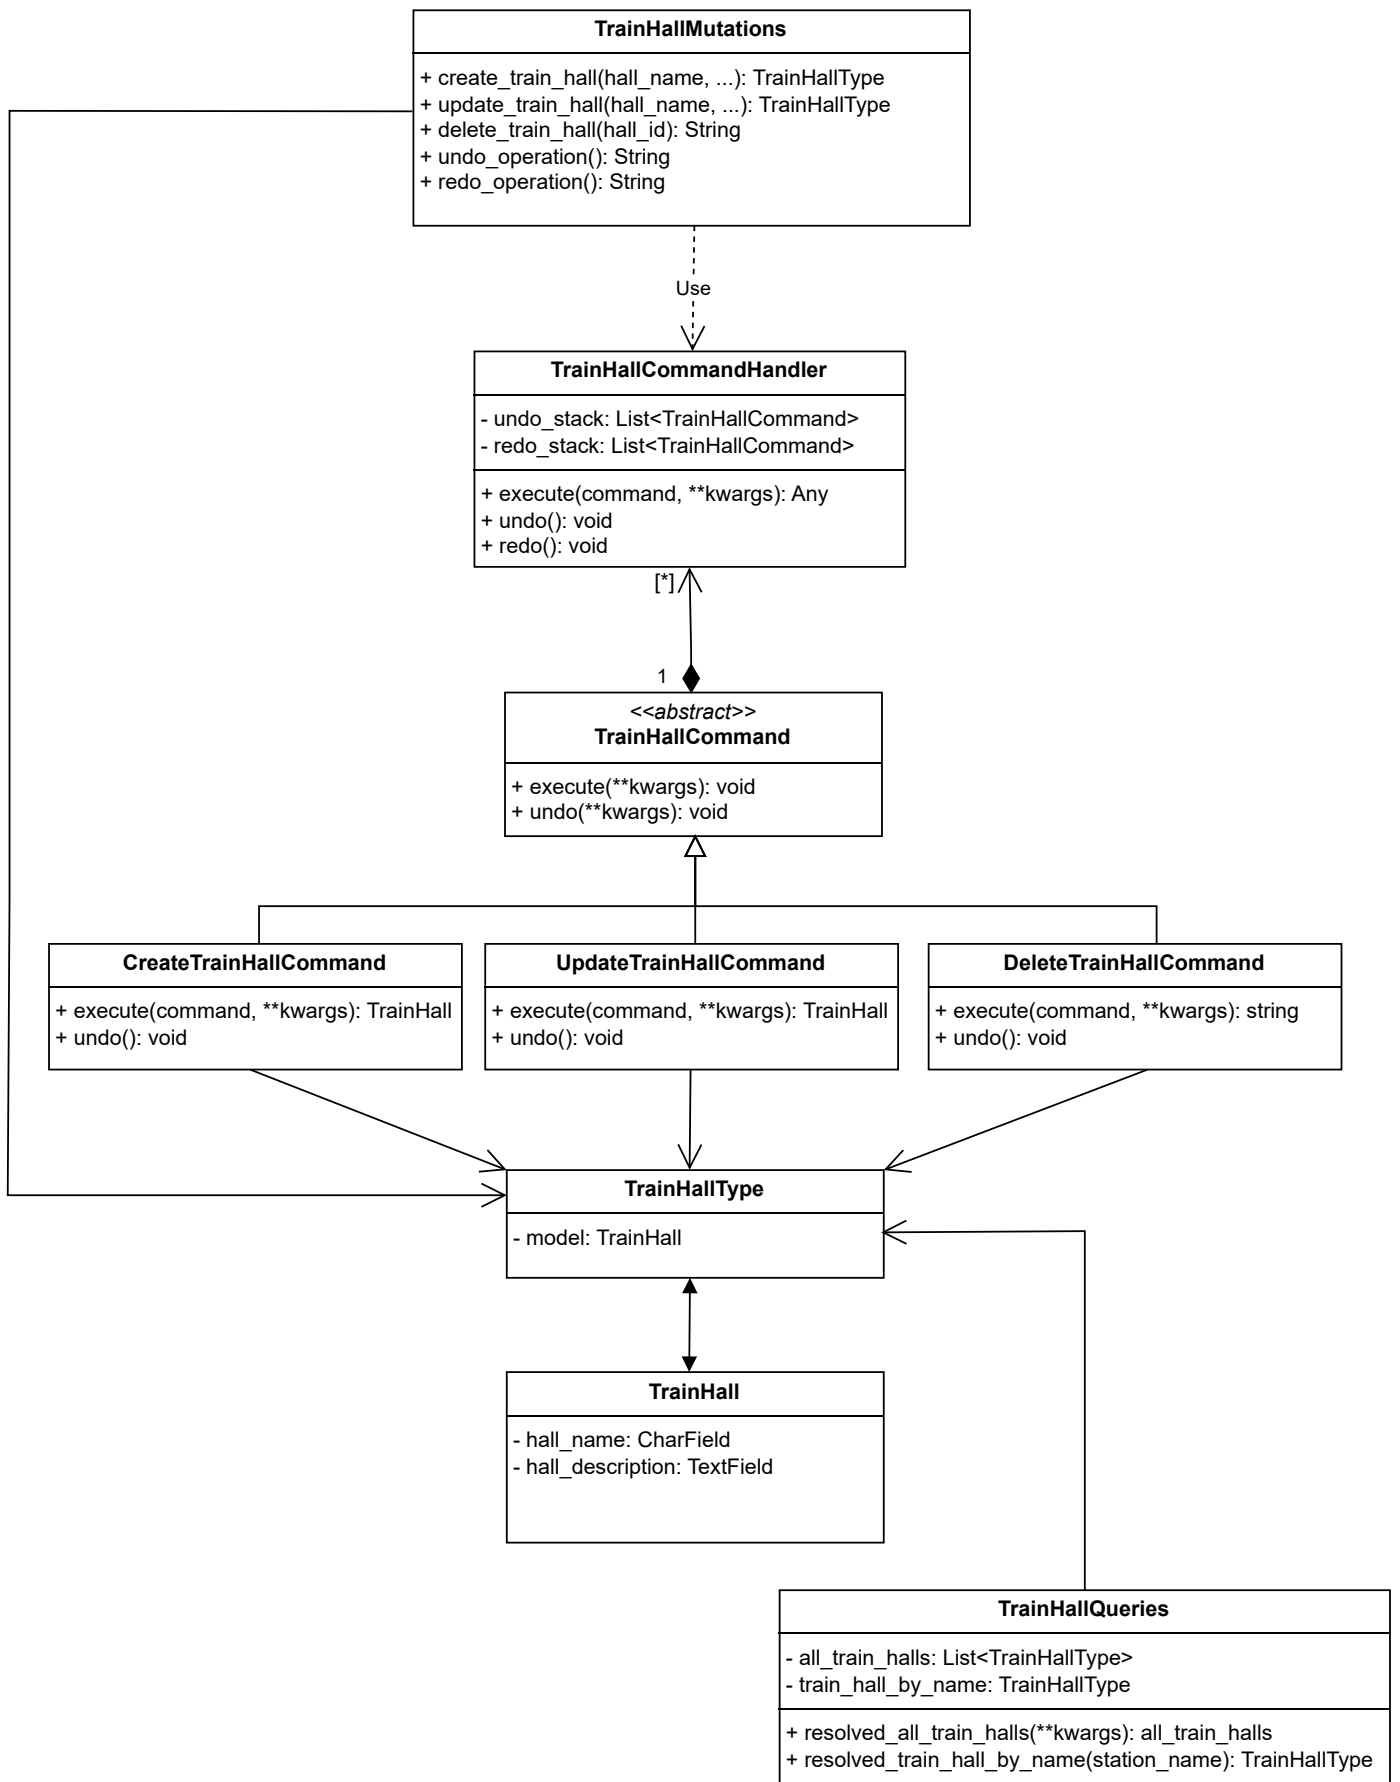 TrainHallMutations
+ create_train_hall(hall_name, ...): TrainHallType
+ update_train_hall(hall_name, ...): TrainHallType
+ delete_train_hall(hall_id): String
+ undo_operation(): String
+ redo_operation(): String
Use
TrainHallCommandHandler
- undo_stack: List<TrainHallCommand>
- redo_stack: List<TrainHallCommand>
+ execute(command, **kwargs): Any
+ undo(): void
+ redo(): void
[*]
1
<<abstract>>
TrainHallCommand
+ execute(**kwargs): void
+ undo(**kwargs): void
CreateTrainHallCommand
+ execute(command, **kwargs): TrainHall
+ undo(): void
UpdateTrainHallCommand
+ execute(command, **kwargs): TrainHall
+ undo(): void
DeleteTrainHallCommand
+ execute(command, **kwargs): string
+ undo(): void
TrainHallType
- model: TrainHall
TrainHall
- hall_name: CharField
- hall_description: TextField
TrainHallQueries
- all_train_halls: List<TrainHallType>
- train_hall_by_name: TrainHallType
+ resolved_all_train_halls(**kwargs): all_train_halls
+ resolved_train_hall_by_name(station_name): TrainHallType